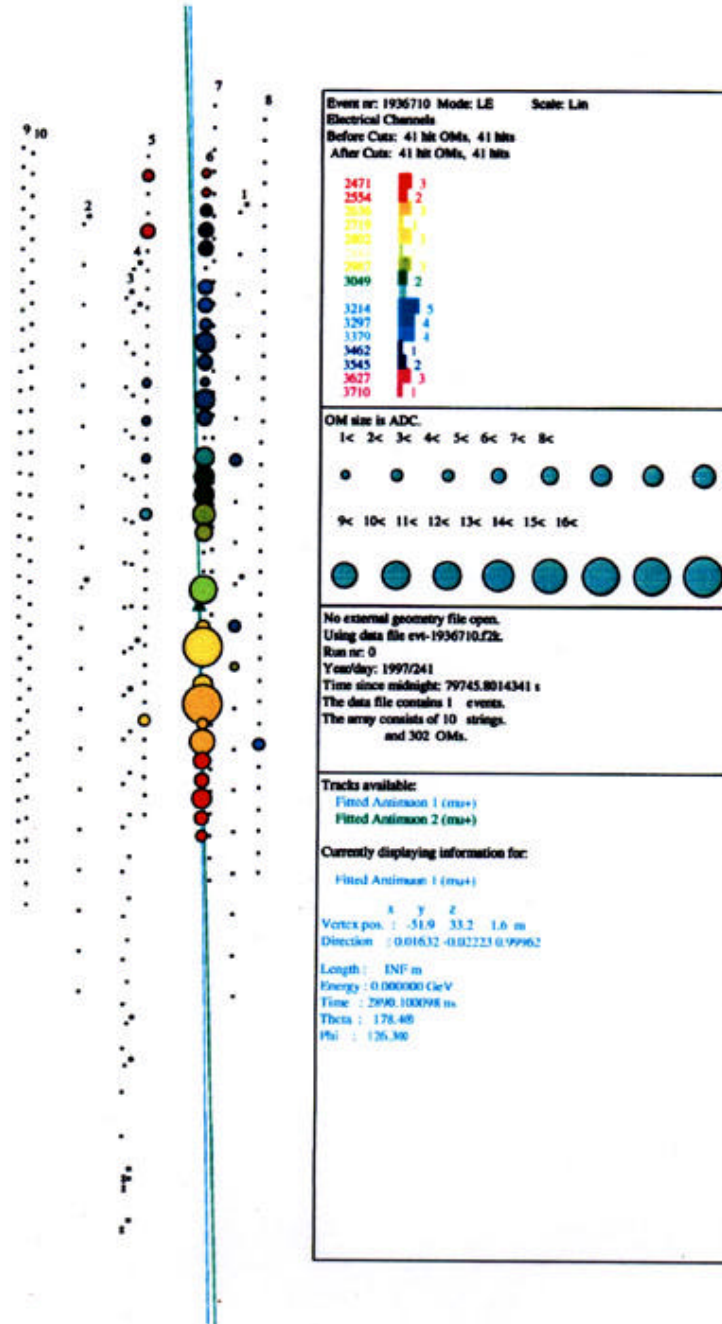 7
8
9 10
5
6
2
1
4
3
Event nr: 1936710 Mode: LE Scale: Lin
Electrical Channels
Before Cuts: 41 hit OMs, 41 hits
After Cuts: 41 hit OMs, 41 hits
2471 3
2554 2
3049 2
3214 5
3297 4
3379 4
3462 1
3545 2
3627 3
3710 1
OM size is ADC.
1< 2< 3< 4< 5< 6< 7< 8<
9< 10< 11< 12< 13< 14< 15< 16<
No external geometry file open.
Using data file evt-1936710.f2k.
Run nr: 0
Year/day: 1997/241
Time since midnight: 79745.8014341 s
The data file contains 1 events.
The array consists of 10 strings.
and 302 OMs.
Tracks available:
Fitted Antimuon 1 (mu+)
Fitted Antimuon 2 (mu+)
Currently displaying information for:
Fitted Antimuon 1 (mu+)
x y z
Vertex pos. : -51.9 33.2 1.6 m
Direction : 0.01632 -0.02223 0.99962
Length : INF m
Energy : 0.000000 GeV
Time : 2890.100098 ns
Theta : 178.4
Phi : 126.3